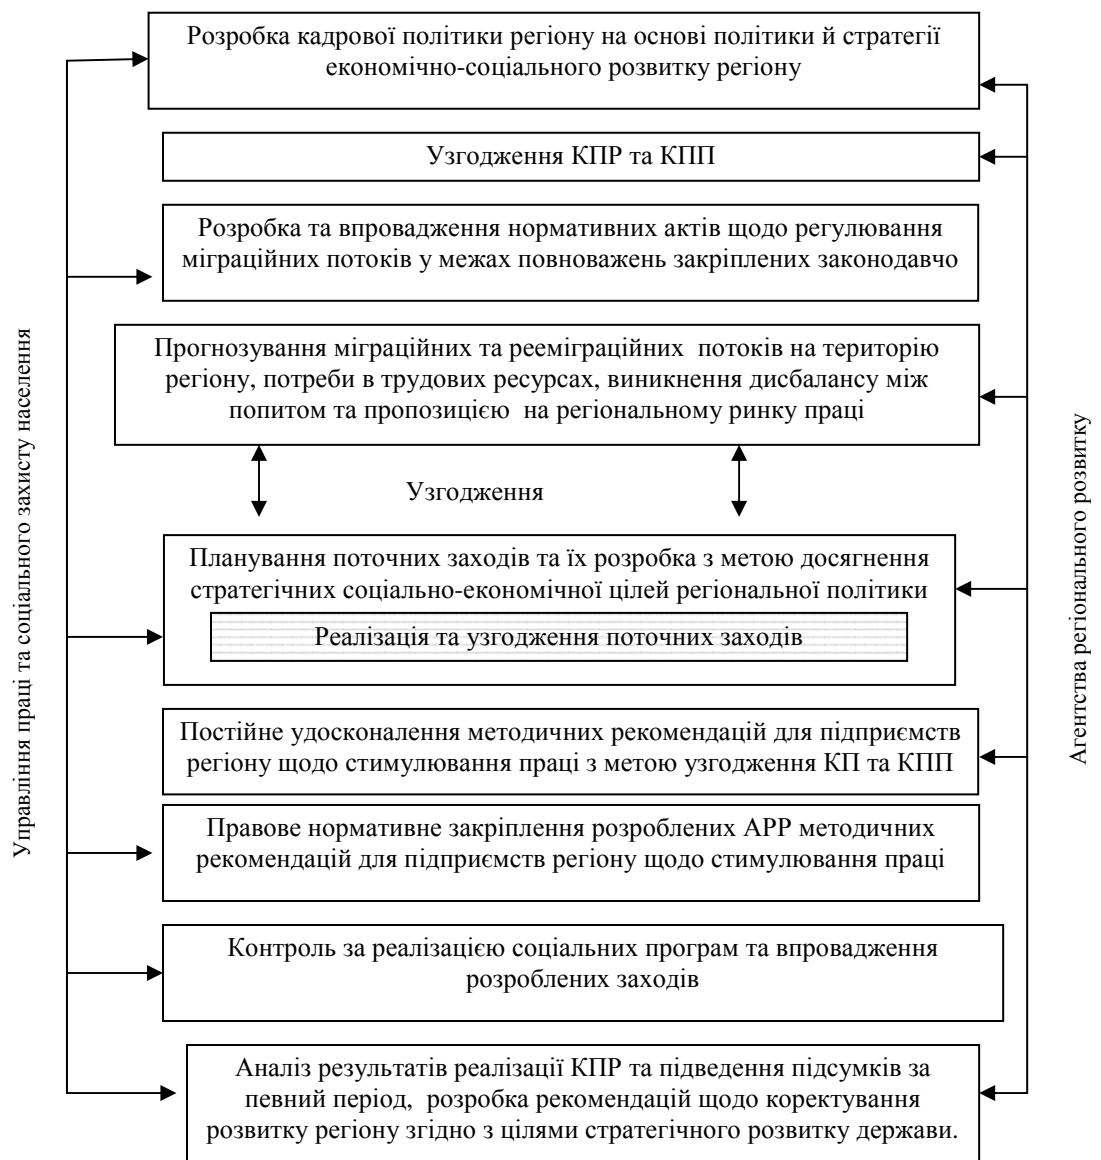 Розробка кадрової політики регіону на основі політики й стратегії
економічно-соціального розвитку регіону
Узгодження КПР та КПП
Розробка та впровадження нормативних актів щодо регулювання
міграційних потоків у межах повноважень закріплених законодавчо
Прогнозування міграційних та рееміграційних потоків на територію
регіону, потреби в трудових ресурсах, виникнення дисбалансу між
попитом та пропозицією на регіональному ринку праці
Узгодження
Планування поточних заходів та їх розробка з метою досягнення
стратегічних соціально-економічної цілей регіональної політики
Реалізація та узгодження поточних заходів
Постійне удосконалення методичних рекомендацій для підприємств
регіону щодо стимулювання праці з метою узгодження КП та КПП
Правове нормативне закріплення розроблених АРР методичних
рекомендацій для підприємств регіону щодо стимулювання праці
Контроль за реалізацією соціальних програм та впровадження
розроблених заходів
Аналіз результатів реалізації КПР та підведення підсумків за
певний період, розробка рекомендацій щодо коректування
розвитку регіону згідно з цілями стратегічного розвитку держави.
Управління праці та соціального захисту населення
Агентства регіонального розвитку